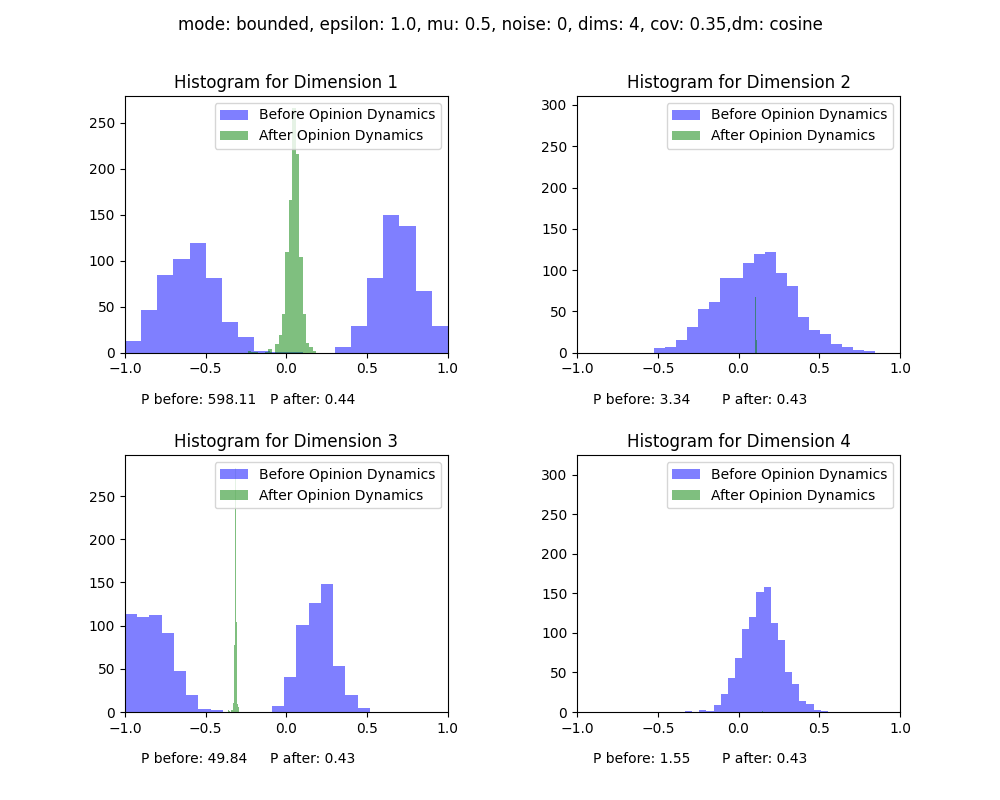 mode: bounded, epsilon: 1.0, mu: 0.5, noise: 0, dims: 4, cov: 0.35,dm: cosine
Histogram for Dimension 1
Before Opinion Dynamics
After Opinion Dynamics
250
200
150
100
50
0
−1.0 −0.5 0.0 0.5 1.0
P before: 598.11 P after: 0.44
Histogram for Dimension 2
Before Opinion Dynamics
After Opinion Dynamics
300
250
200
150
100
50
0
−1.0 −0.5 0.0 0.5 1.0
P before: 3.34 P after: 0.43
Histogram for Dimension 3
Before Opinion Dynamics
After Opinion Dynamics
250
200
150
100
50
0
−1.0 −0.5 0.0 0.5 1.0
P before: 49.84 P after: 0.43
Histogram for Dimension 4
Before Opinion Dynamics
After Opinion Dynamics
300
250
200
150
100
50
0
−1.0 −0.5 0.0 0.5 1.0
P before: 1.55 P after: 0.43